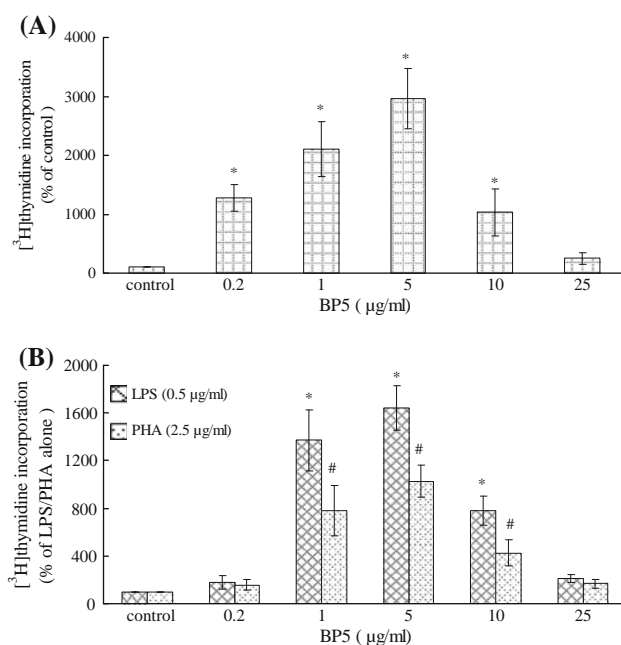 (A)
[³H]thymidine incorporation
(% of control )
4000
3000
2000
1000
0
*
*
*
*
control
0.2
1
5
10
25
BP5 ( μg/ml)
(B)
[³H]thymidine incorporation
(% of LPS/PHA alone)
2000
1600
1200
800
400
0
LPS (0.5 μg/ml)
PHA (2.5 μg/ml)
*
#
*
#
*
#
control
0.2
1
5
10
25
BP5 ( μg/ml)